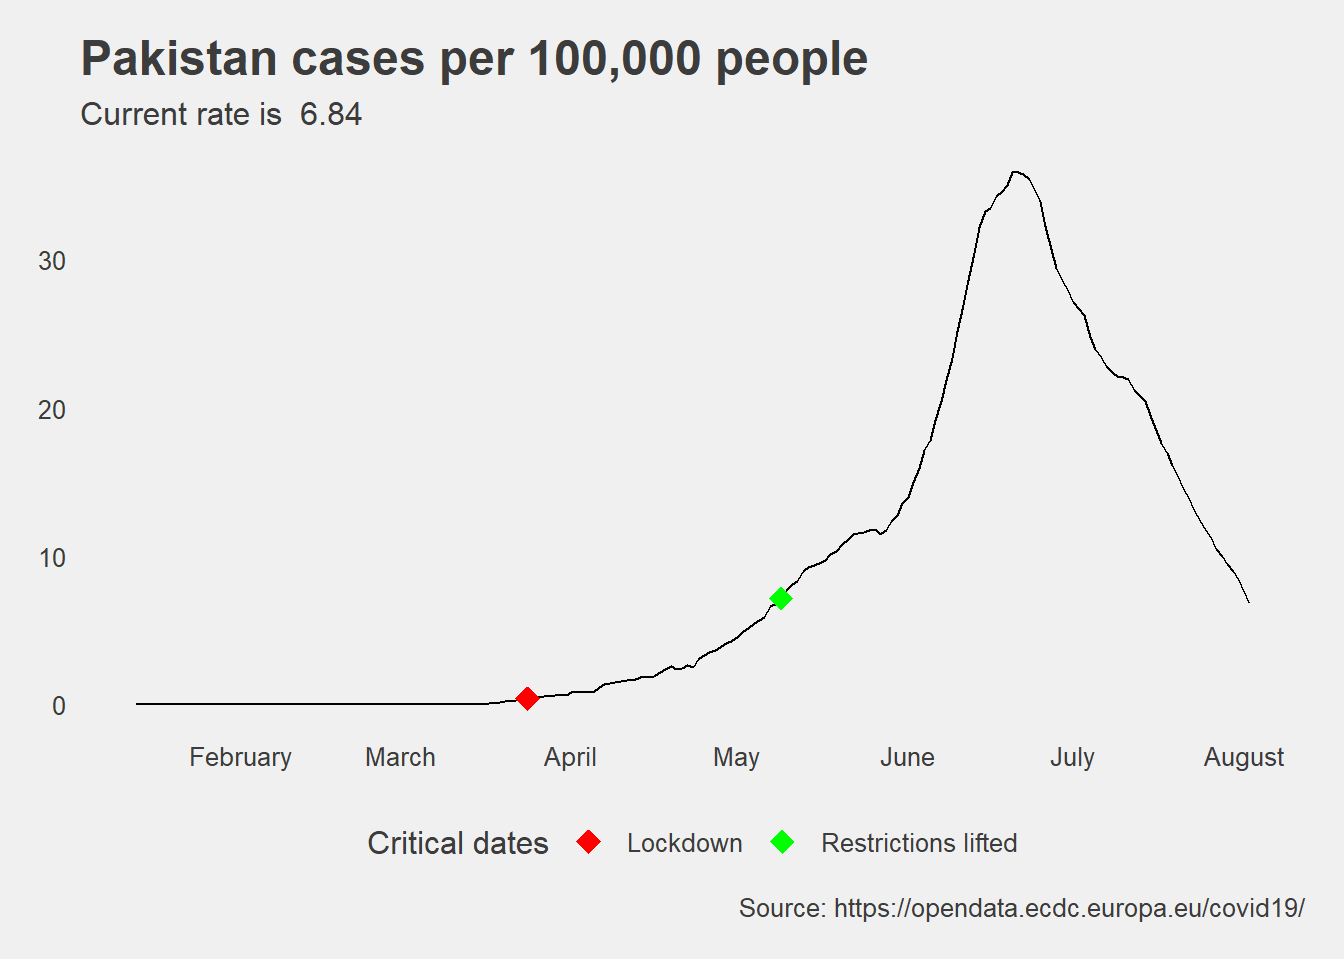 Pakistan cases per 100,000 people
Current rate is  6.84
30
20
10
0
February March April May June July August
Critical dates Lockdown Restrictions lifted
Source: https://opendata.ecdc.europa.eu/covid19/